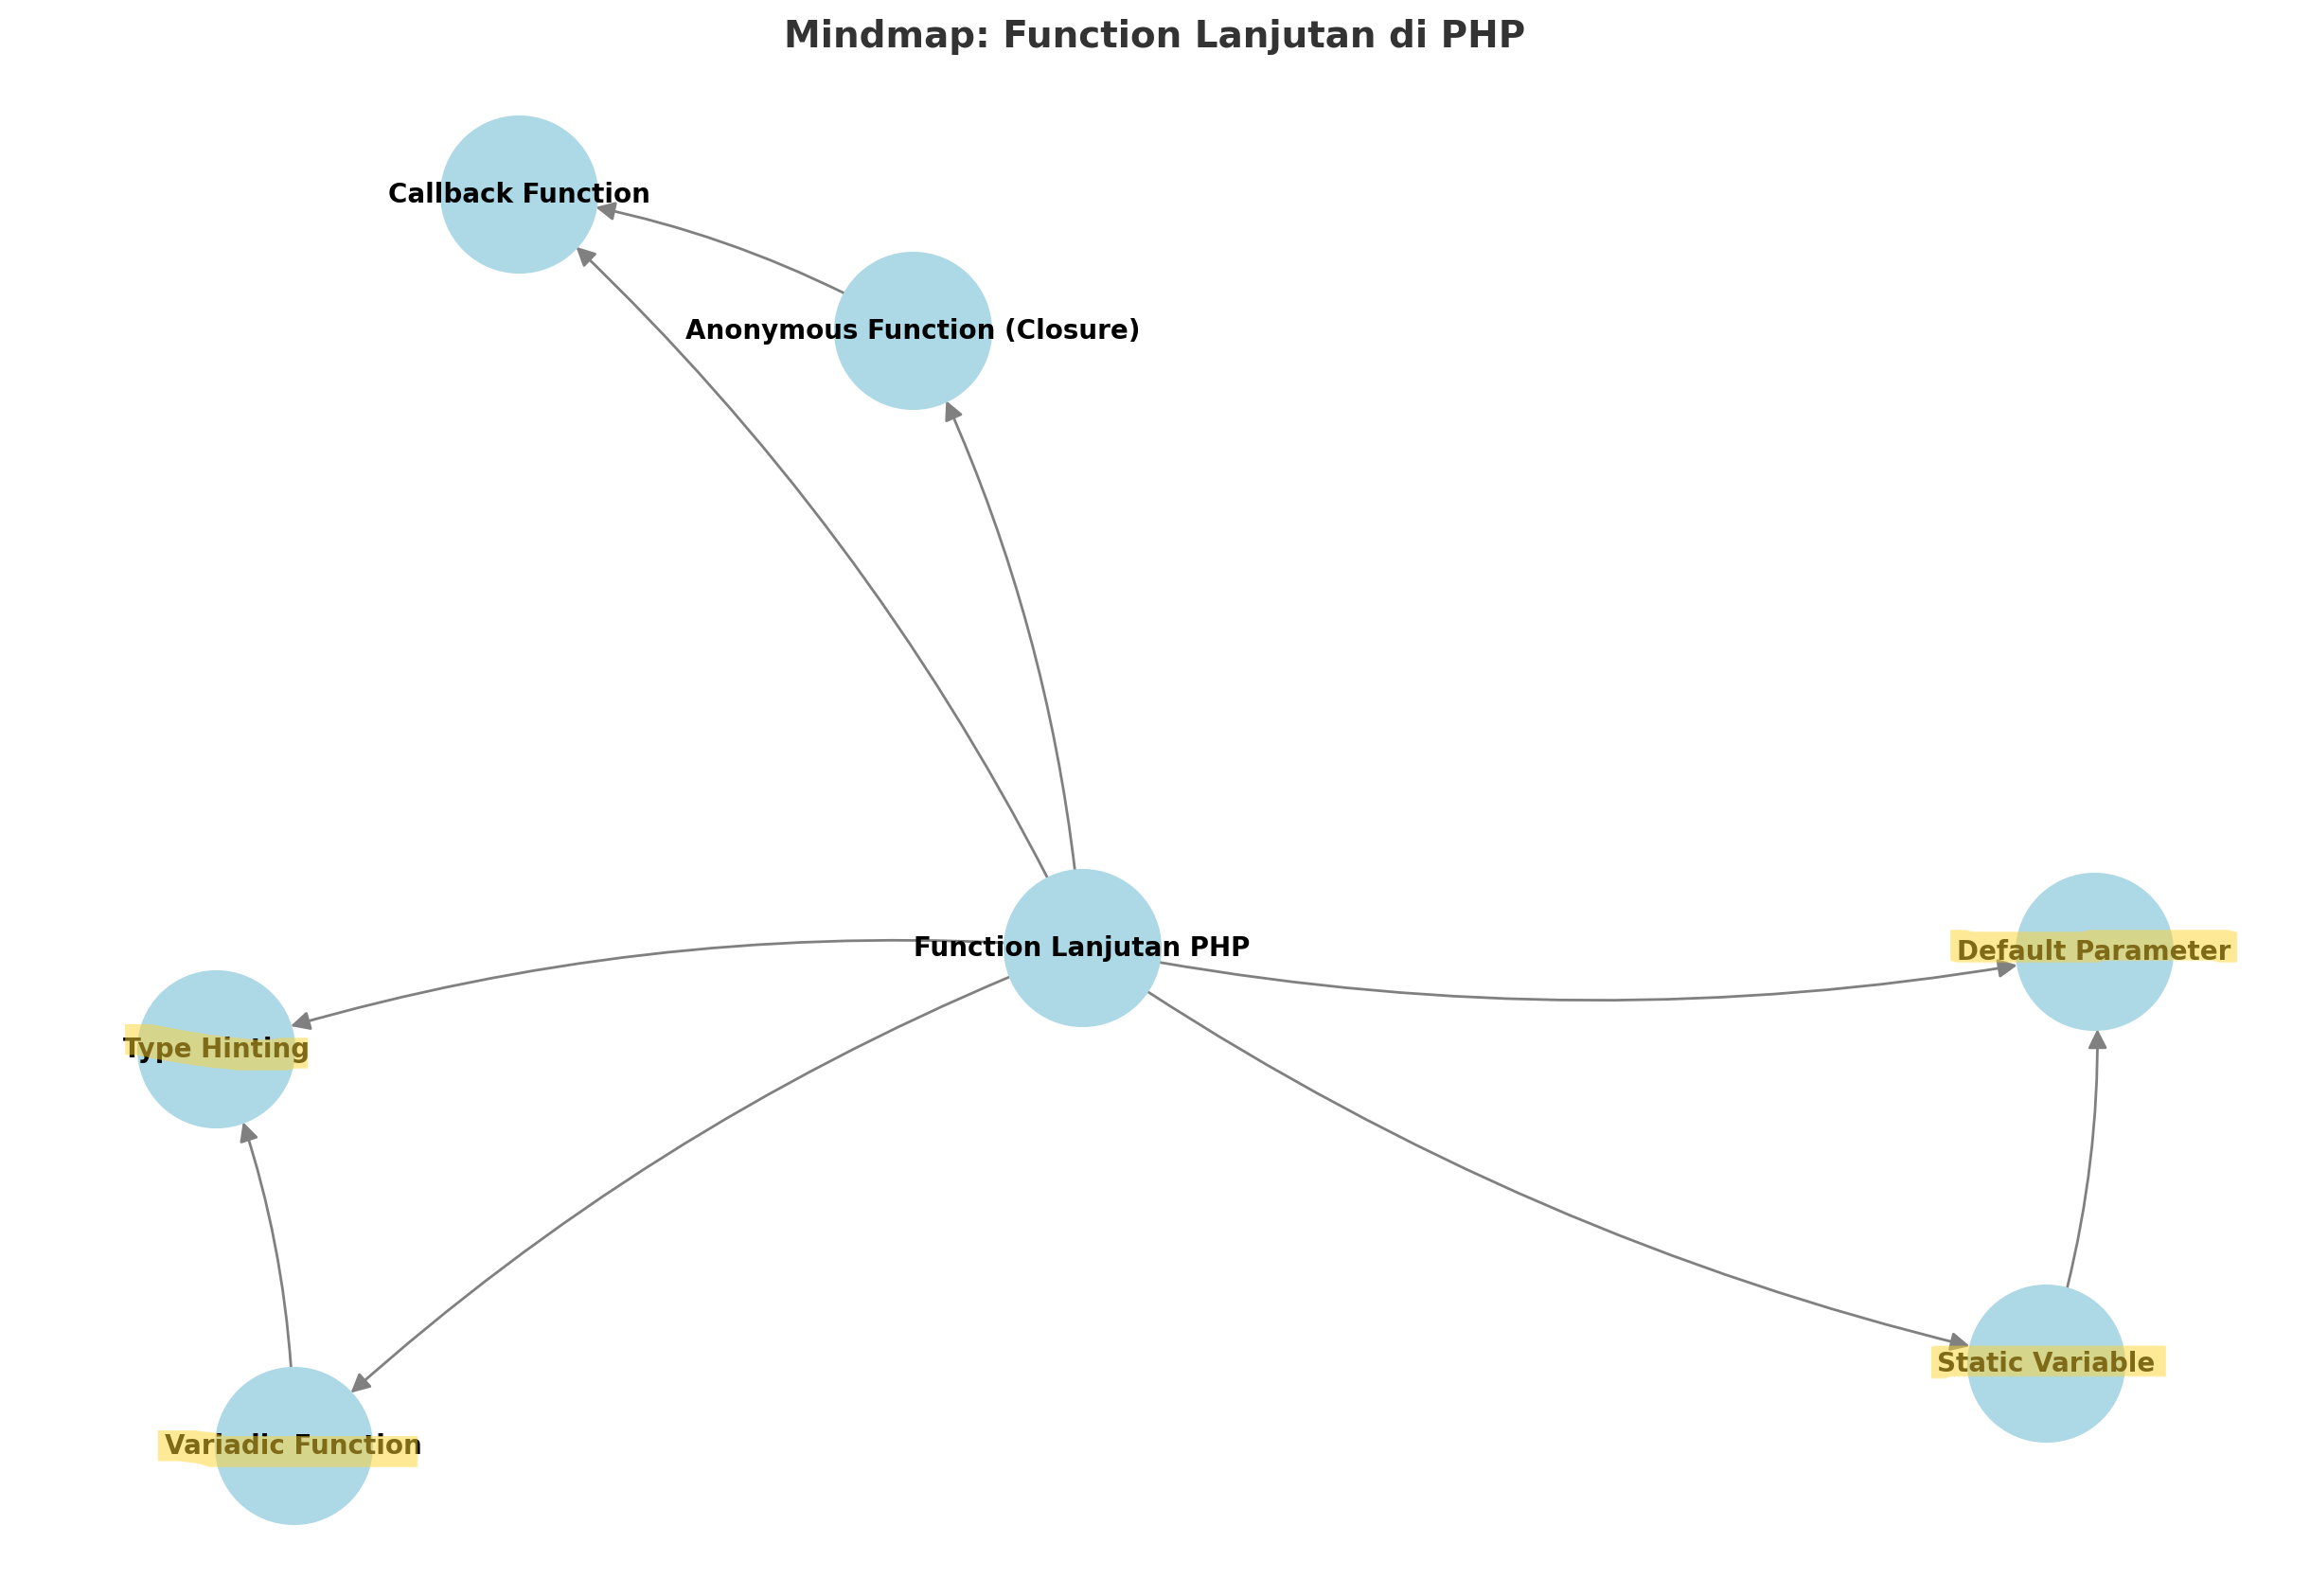 Mindmap: Function Lanjutan di PHP
Callback Function
Anonymous Function (Closure)
Function Lanjutan PHP
Default Parameter
Type Hinting
Static Variable
Variadic Function